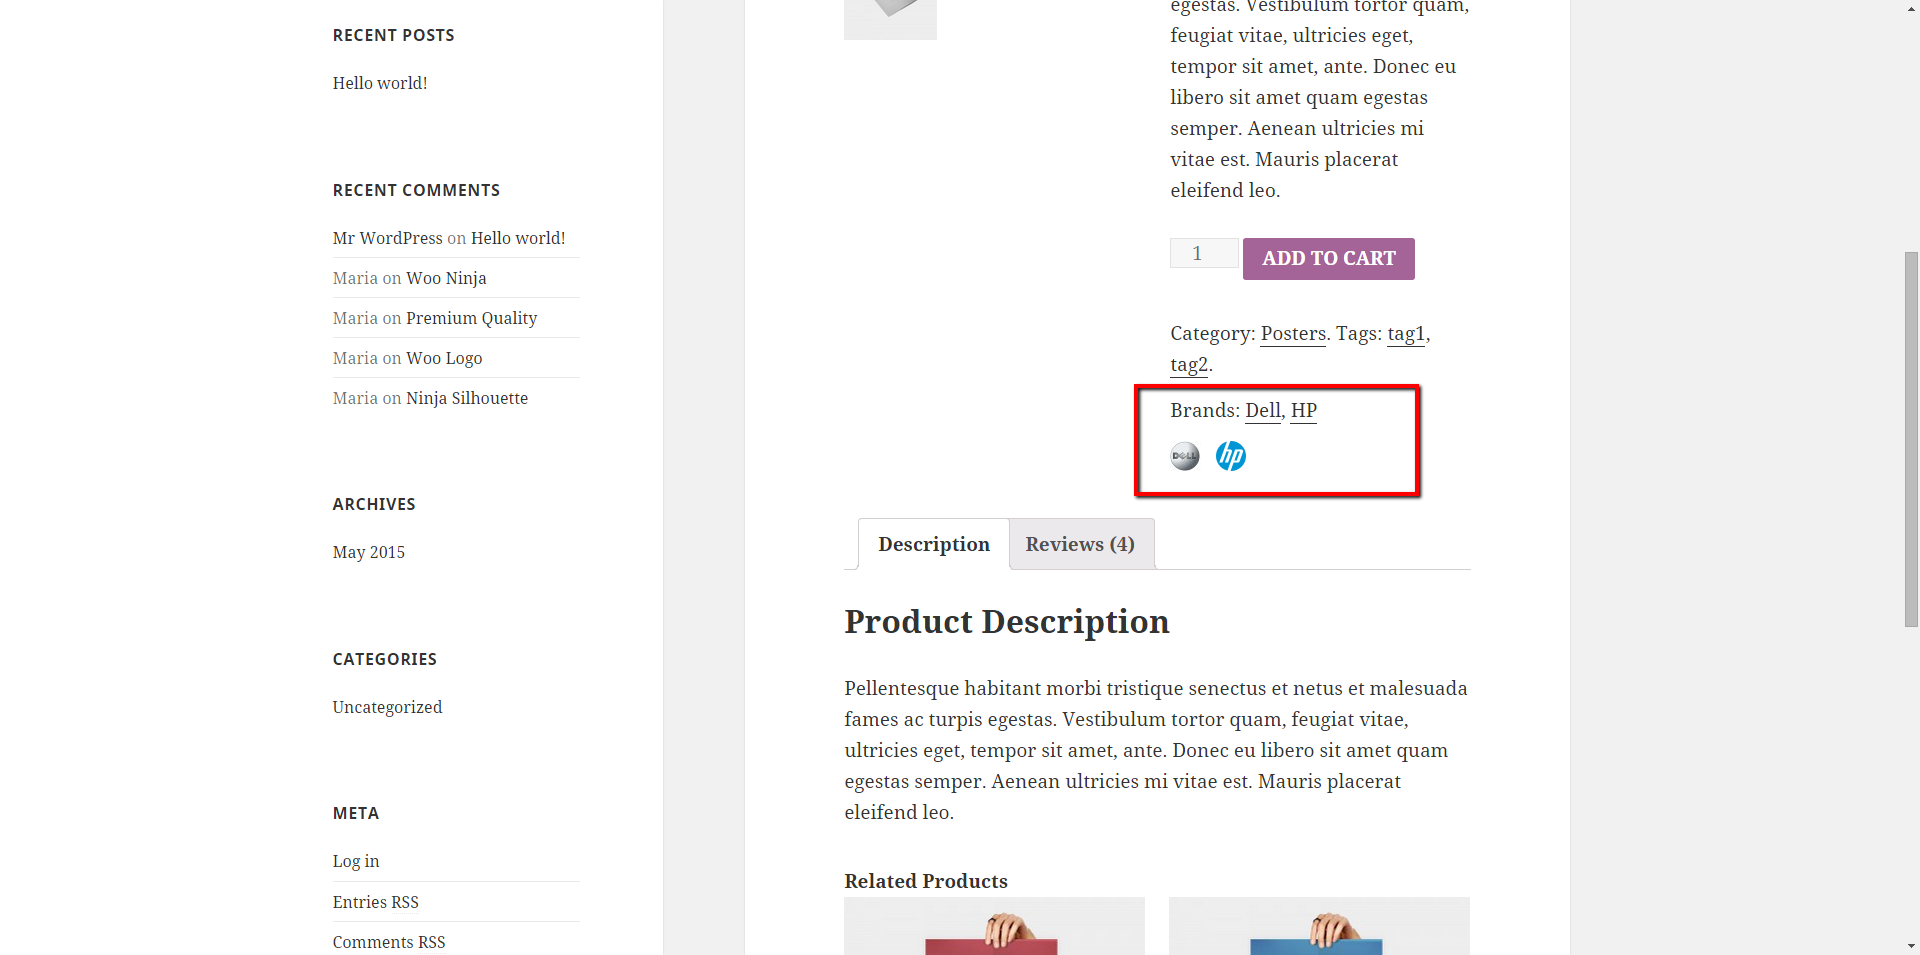 RECENT POSTS
Hello world!
RECENT COMMENTS
Mr WordPress on Hello world!
Maria on Woo Ninja
Maria on Premium Quality
Maria on Woo Logo
Maria on Ninja Silhouette
ARCHIVES
May 2015
CATEGORIES
Uncategorized
META
Log in
Entries RSS
Comments RSS
egestas. Vestibulum tortor quam,
feugiat vitae, ultricies eget,
tempor sit amet, ante. Donec eu
libero sit amet quam egestas
semper. Aenean ultricies mi
vitae est. Mauris placerat
eleifend leo.
1
ADD TO CART
Category: Posters. Tags: tag1,
tag2.
Brands: Dell, HP
DELL hp
Description
Reviews (4)
Product Description
Pellentesque habitant morbi tristique senectus et netus et malesuada
fames ac turpis egestas. Vestibulum tortor quam, feugiat vitae,
ultricies eget, tempor sit amet, ante. Donec eu libero sit amet quam
egestas semper. Aenean ultricies mi vitae est. Mauris placerat
eleifend leo.
Related Products